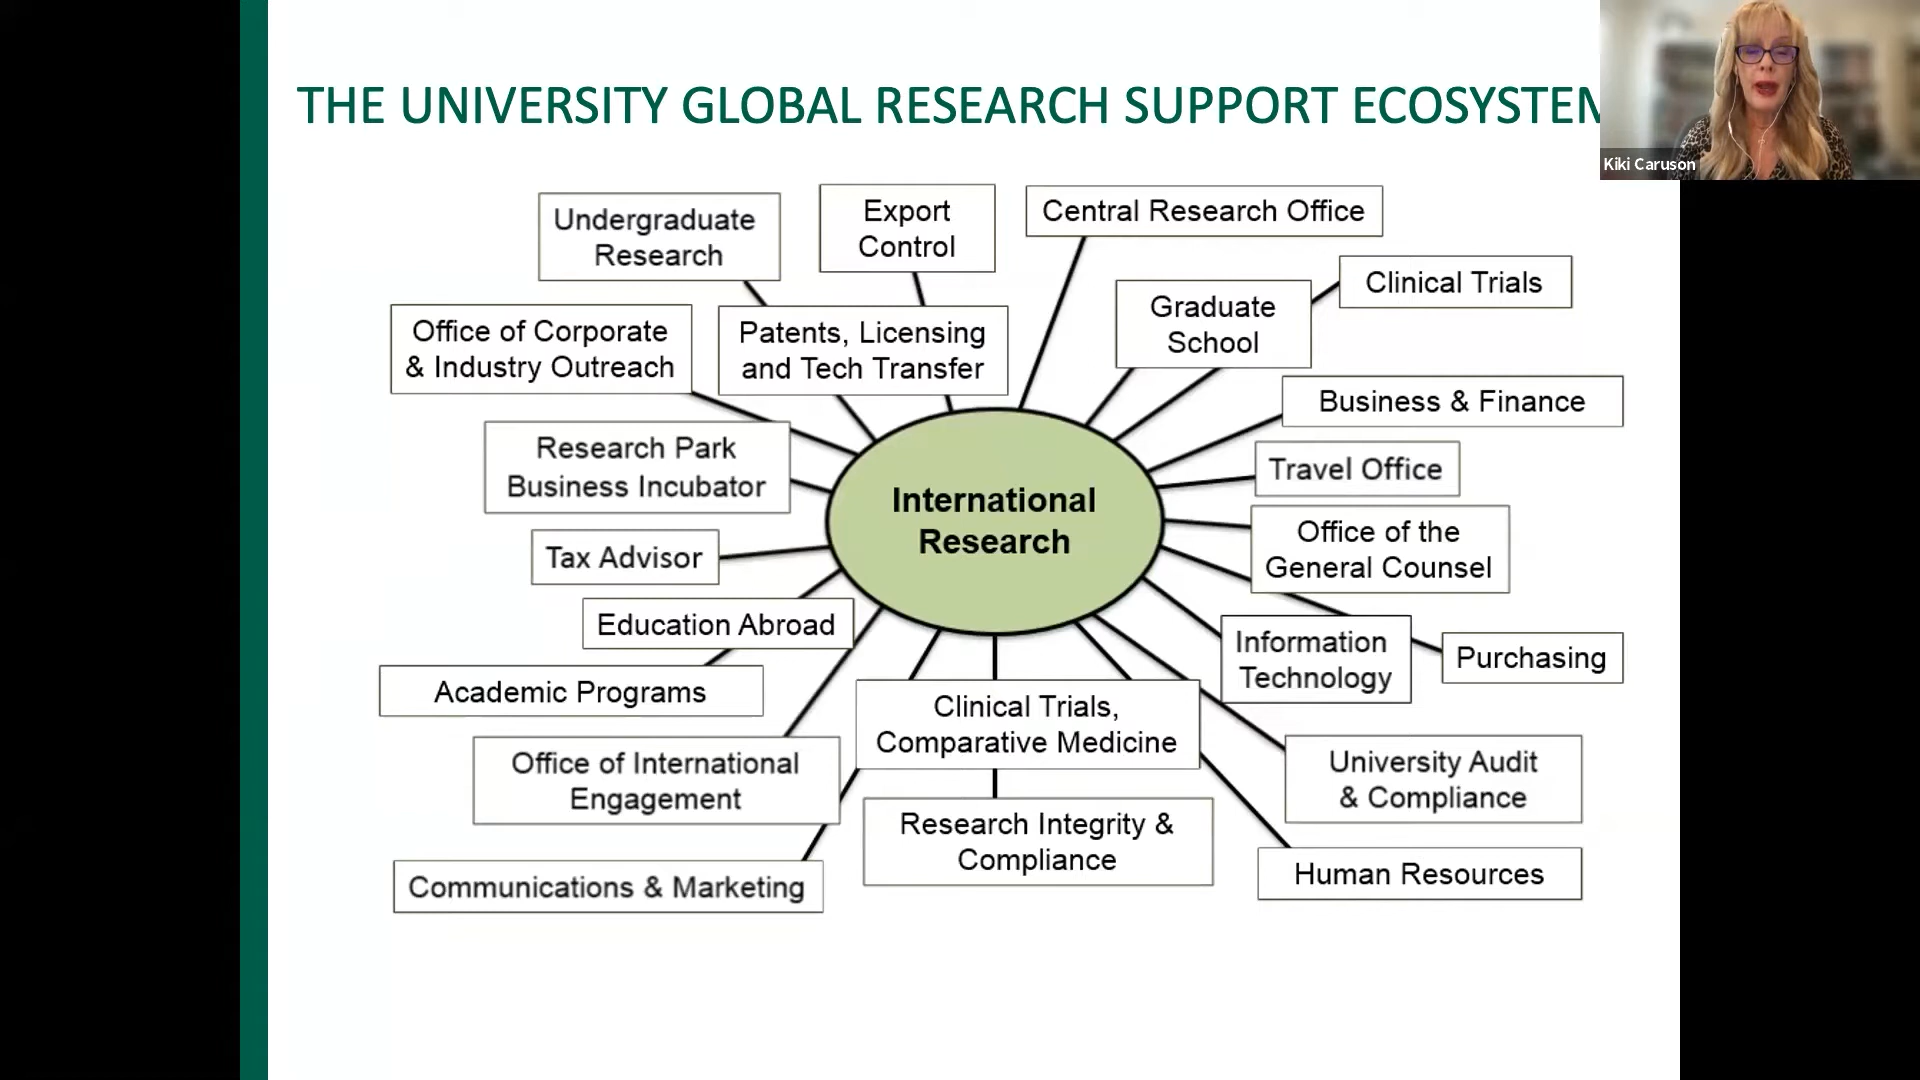 THE UNIVERSITY GLOBAL RESEARCH SUPPORT ECOSYSTEM
Kiki Caruson
Undergraduate
Research
Export
Control
Central Research Office
Clinical Trials
Graduate
School
Office of Corporate
& Industry Outreach
Patents, Licensing
and Tech Transfer
Business & Finance
Research Park
Business Incubator
Travel Office
International
Research
Office of the
General Counsel
Tax Advisor
Education Abroad
Information
Technology
Purchasing
Academic Programs
Clinical Trials,
Comparative Medicine
Office of International
Engagement
University Audit
& Compliance
Research Integrity &
Compliance
Human Resources
Communications & Marketing